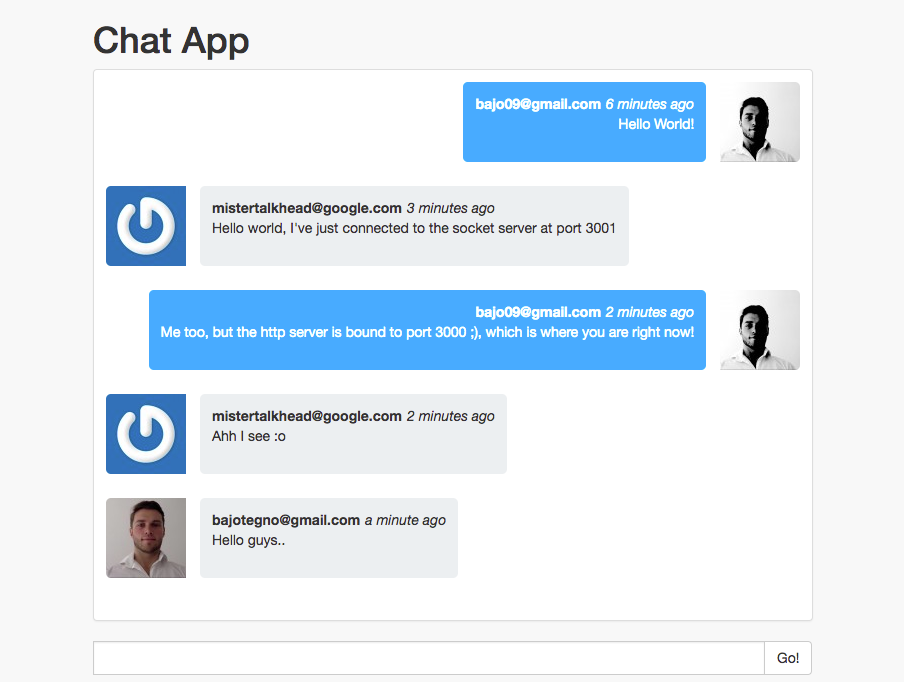 Chat App
bajo09@gmail.com 6 minutes ago
Hello World!
mistertalkhead@google.com 3 minutes ago
Hello world, I've just connected to the socket server at port 3001
bajo09@gmail.com 2 minutes ago
Me too, but the http server is bound to port 3000 ;), which is where you are right now!
mistertalkhead@google.com 2 minutes ago
Ahh I see :o
bajotegno@gmail.com a minute ago
Hello guys..
Go!